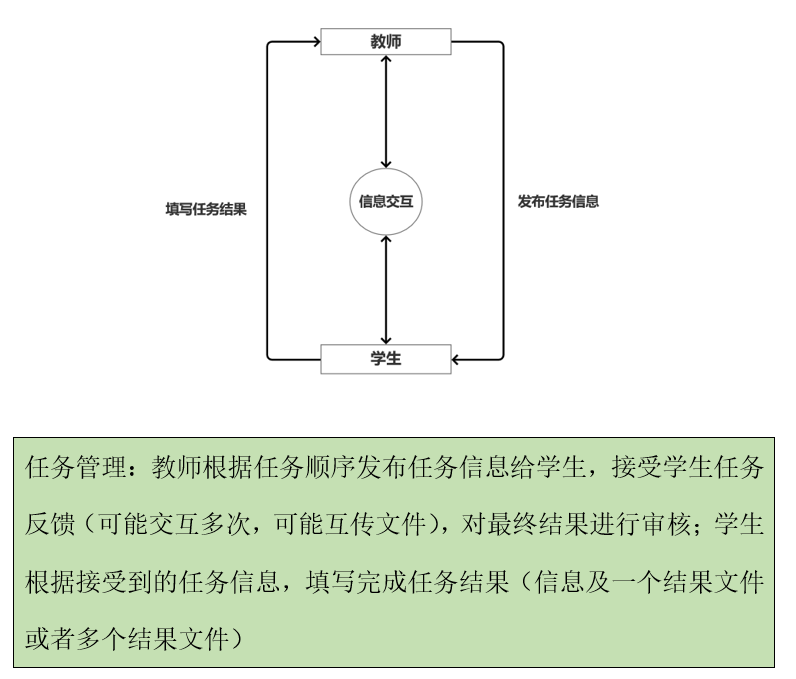 教师
信息交互
填写任务结果
发布任务信息
学生
任务管理：教师根据任务顺序发布任务信息给学生，接受学生任务
反馈（可能交互多次，可能互传文件），对最终结果进行审核；学生
根据接受到的任务信息，填写完成任务结果（信息及一个结果文件
或者多个结果文件）